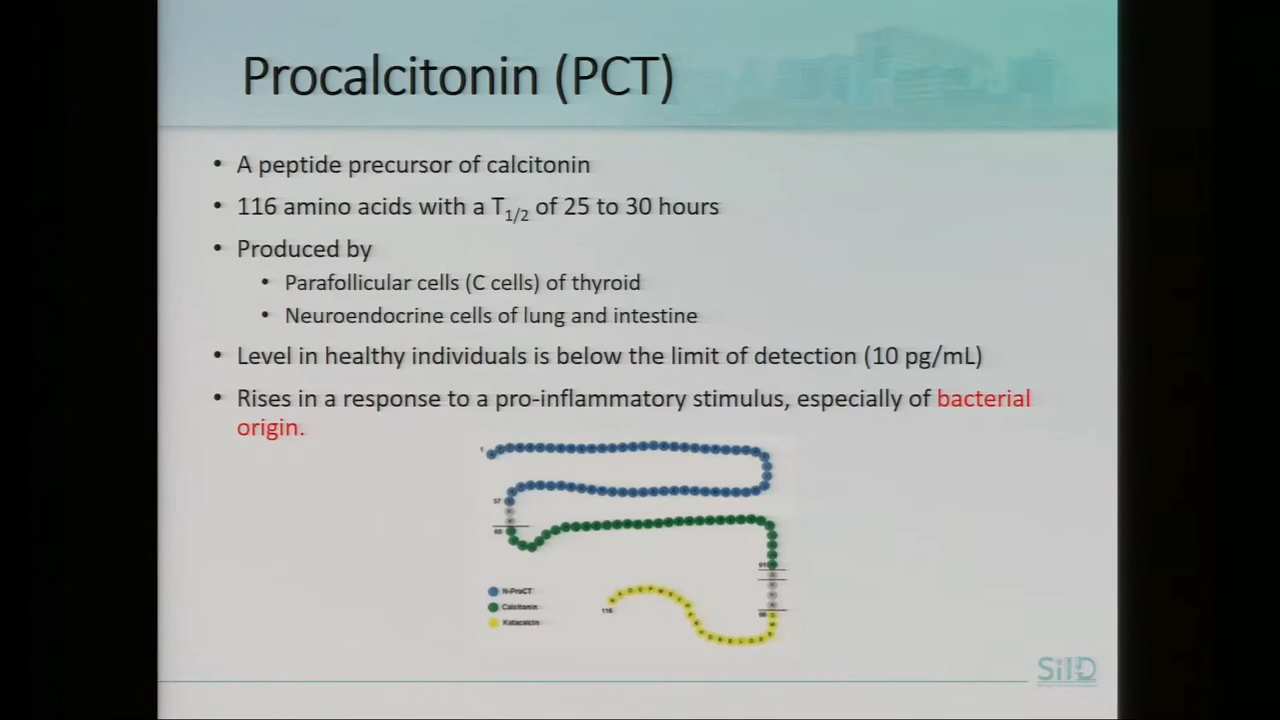 Procalcitonin (PCT)
• A peptide precursor of calcitonin
• 116 amino acids with a T1/2 of 25 to 30 hours
• Produced by
• Parafollicular cells (C cells) of thyroid
• Neuroendocrine cells of lung and intestine
• Level in healthy individuals is below the limit of detection (10 pg/mL)
• Rises in a response to a pro-inflammatory stimulus, especially of bacterial
origin.
1
57
60
91
N-ProCT
Calcitonin
116
98
Katacalcin
SiID